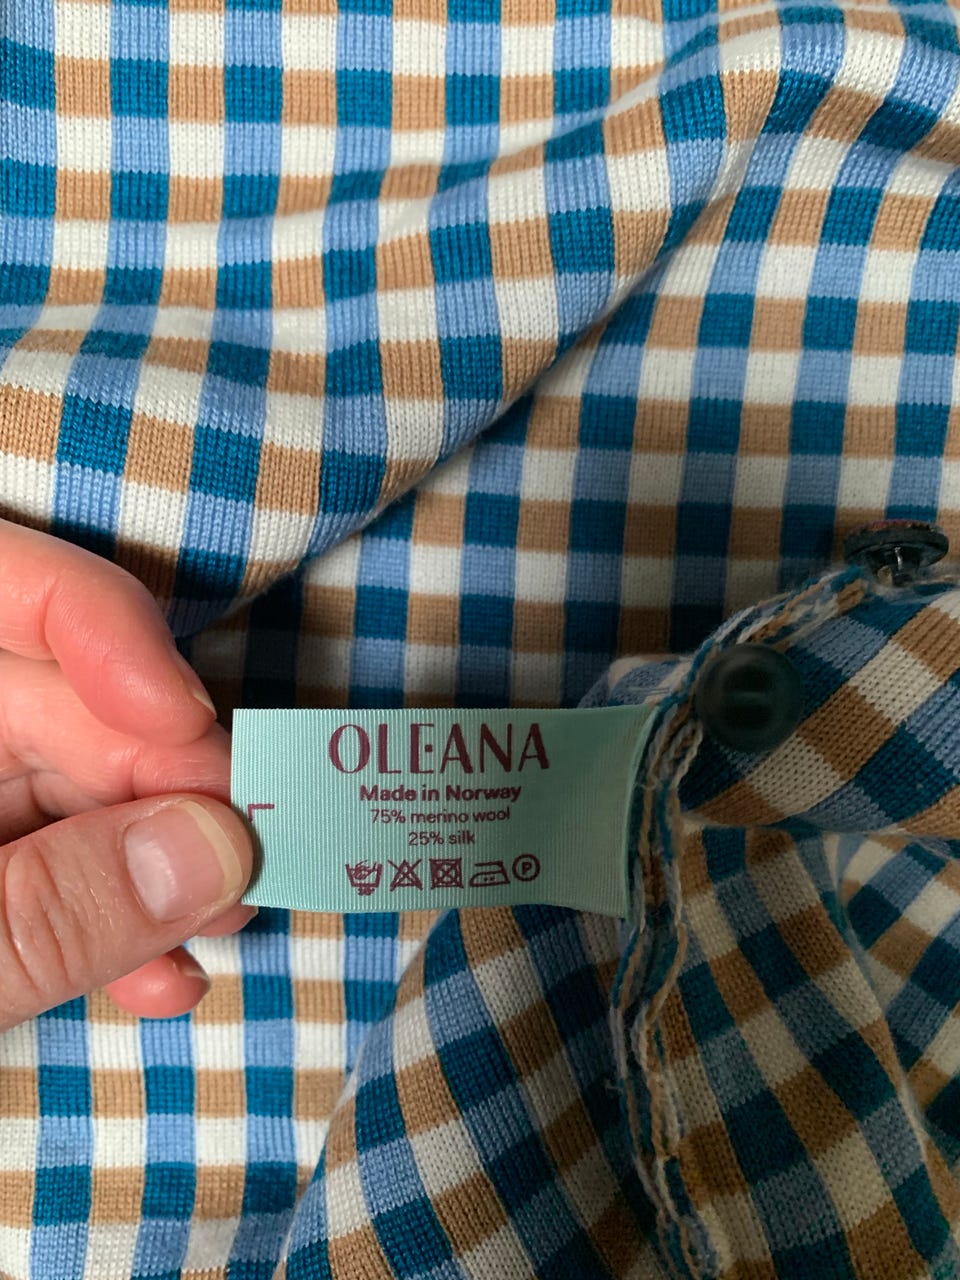 OLEANA
Made in Norway
75% merino wool
25% silk
P